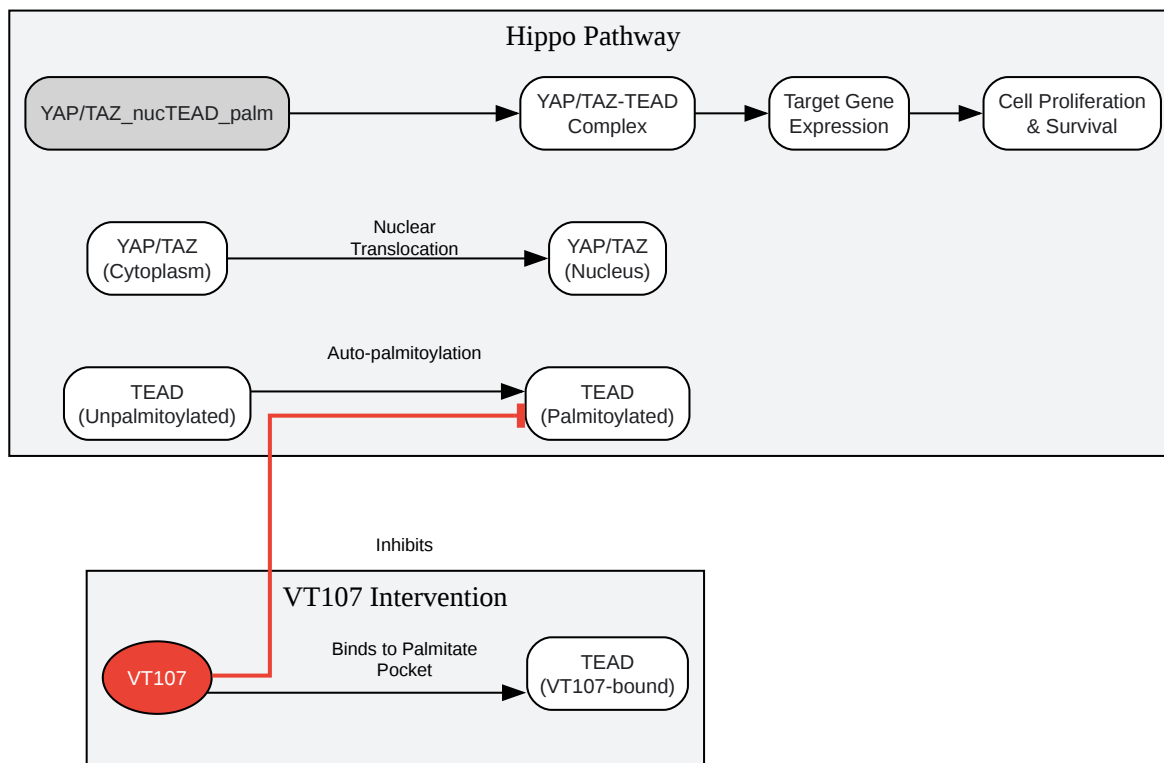 Hippo Pathway
YAP/TAZ_nucTEAD_palm
YAP/TAZ-TEAD
Complex
Target Gene
Expression
Cell Proliferation
& Survival
YAP/TAZ
(Cytoplasm)
Nuclear
Translocation
YAP/TAZ
(Nucleus)
TEAD
(Unpalmitoylated)
Auto-palmitoylation
TEAD
(Palmitoylated)
Inhibits
VT107 Intervention
VT107
Binds to Palmitate
Pocket
TEAD
(VT107-bound)